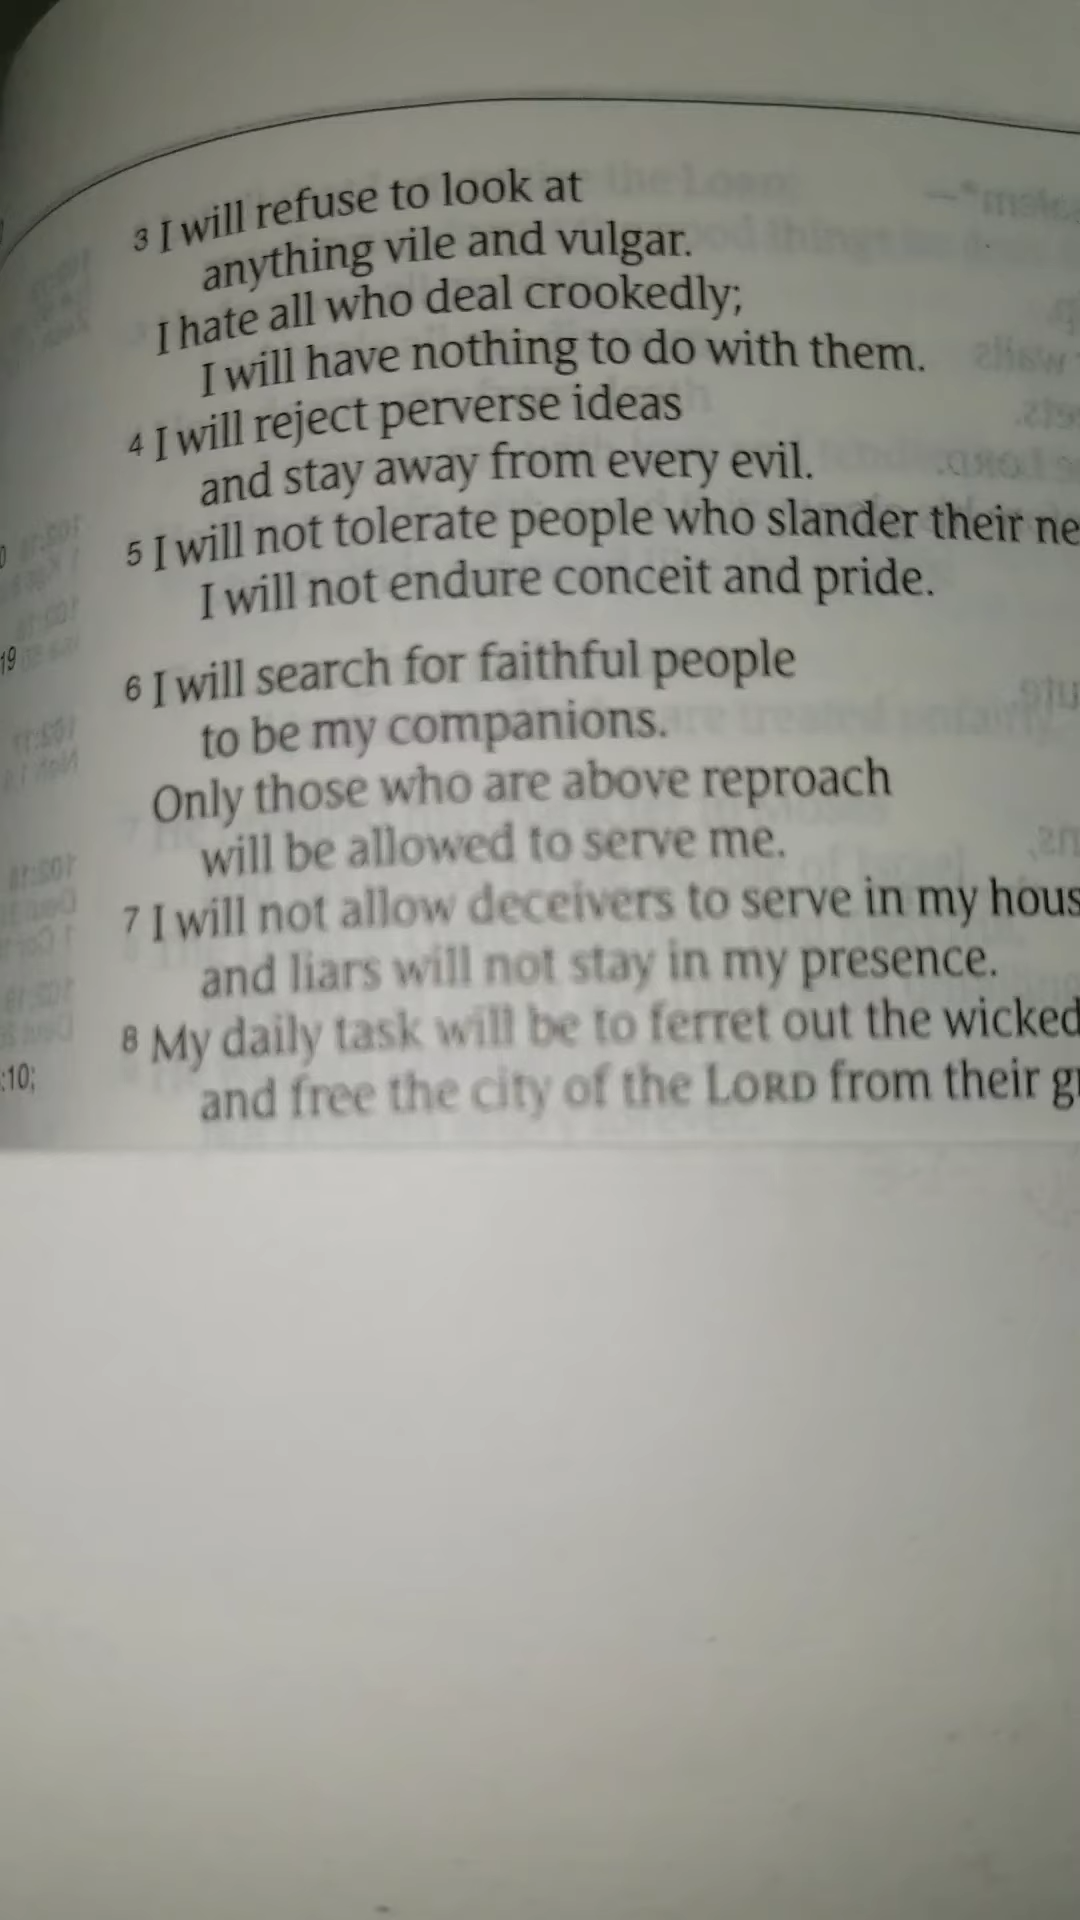 3 I will refuse to look at
anything vile and vulgar.
I hate all who deal crookedly;
I will have nothing to do with them.
4 I will reject perverse ideas
and stay away from every evil.
5 I will not tolerate people who slander their ne
I will not endure conceit and pride.
19
6 I will search for faithful people
to be my companions.
Only those who are above reproach
will be allowed to serve me.
7 I will not allow deceivers to serve in my hous
and liars will not stay in my presence.
8 My daily task will be to ferret out the wicked
:10;
and free the city of the LORD from their g